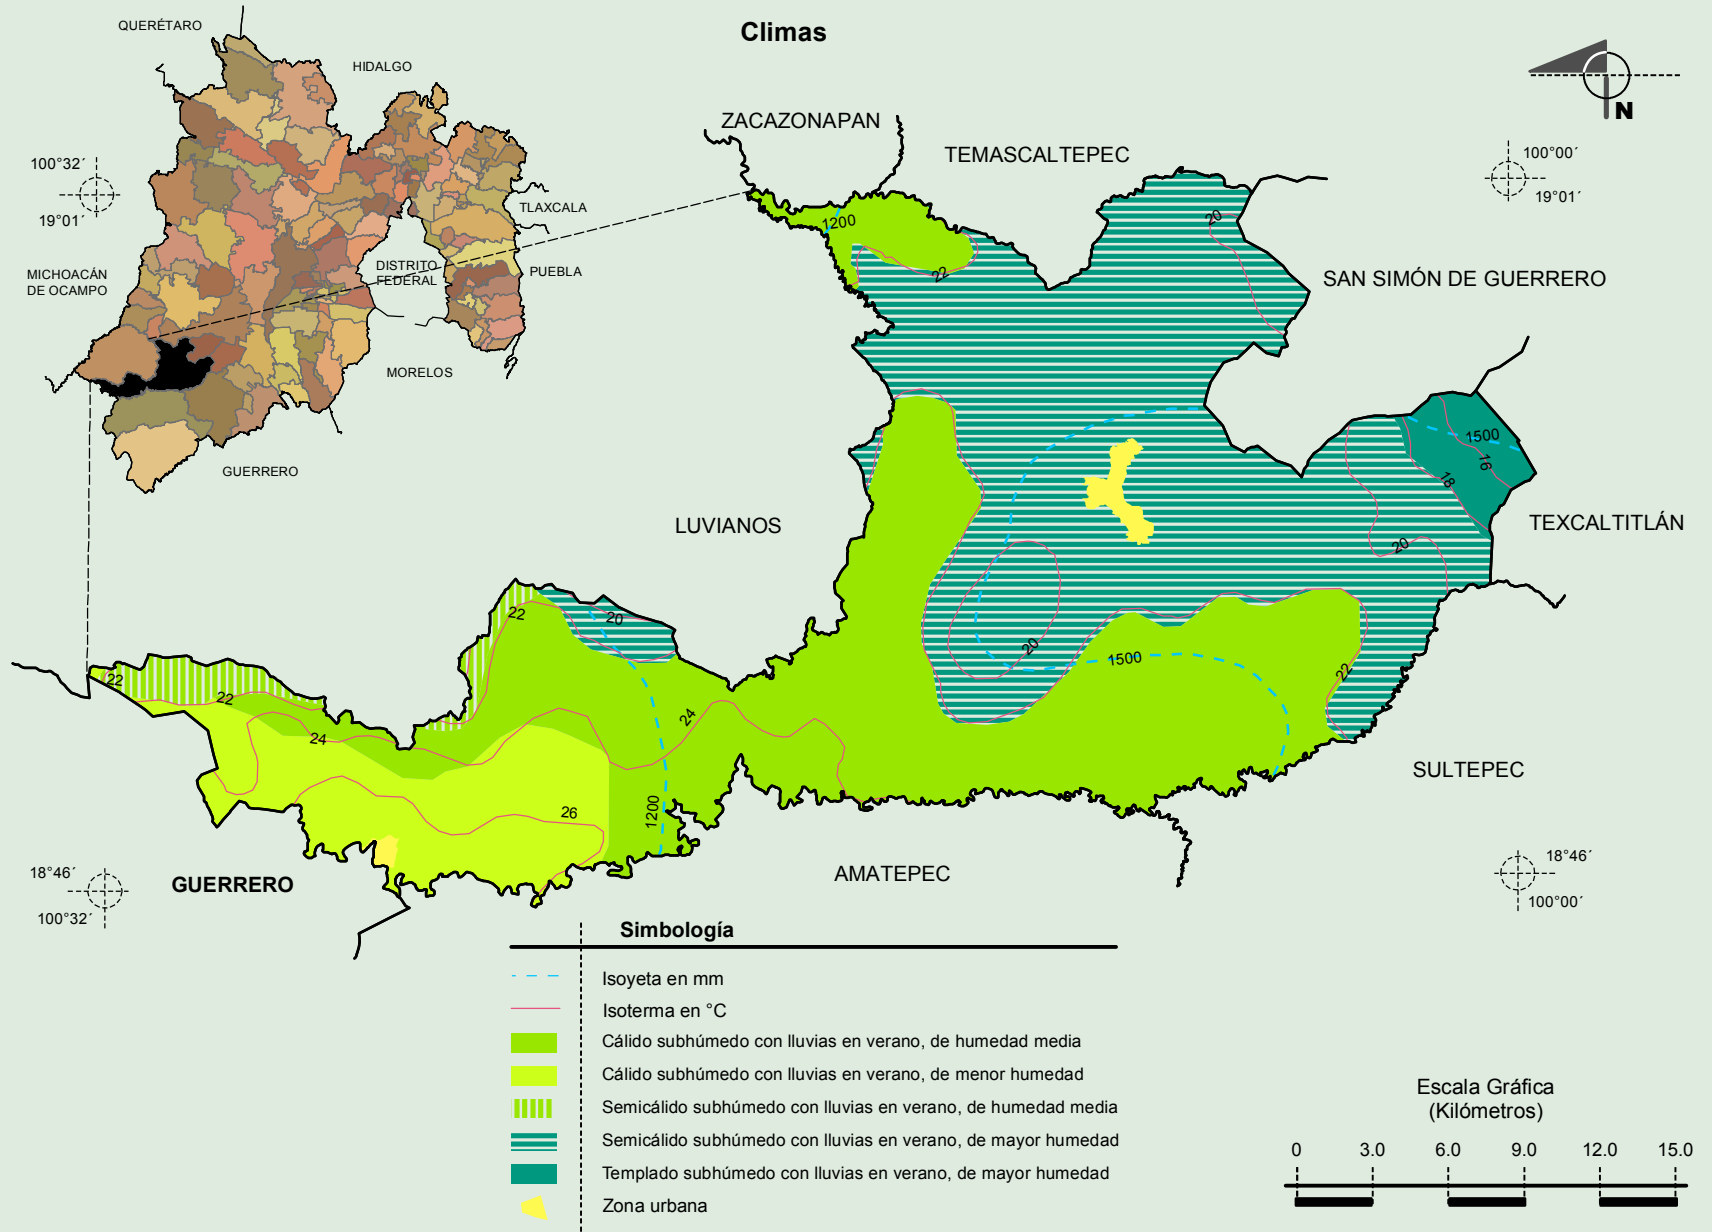 Climas
QUERÉTARO
HIDALGO
100°32´
19°01´
TLAXCALA
MICHOACÁN
DE OCAMPO
DISTRITO
FEDERAL
PUEBLA
MORELOS
GUERRERO
N
ZACAZONAPAN
TEMASCALTEPEC
100°00´
19°01´
1200
20
22
SAN SIMÓN DE GUERRERO
1500
16
18
LUVIANOS
TEXCALTITLÁN
20
22
20
20
1500
22
22
22
24
24
26
1200
SULTEPEC
AMATEPEC
18°46´
100°32´
GUERRERO
18°46´
100°00´
Simbología
Isoyeta en mm
Isoterma en °C
Cálido subhúmedo con lluvias en verano, de humedad media
Cálido subhúmedo con lluvias en verano, de menor humedad
Semicálido subhúmedo con lluvias en verano, de humedad media
Semicálido subhúmedo con lluvias en verano, de mayor humedad
Templado subhúmedo con lluvias en verano, de mayor humedad
Zona urbana
Escala Gráfica
(Kilómetros)
0 3.0 6.0 9.0 12.0 15.0